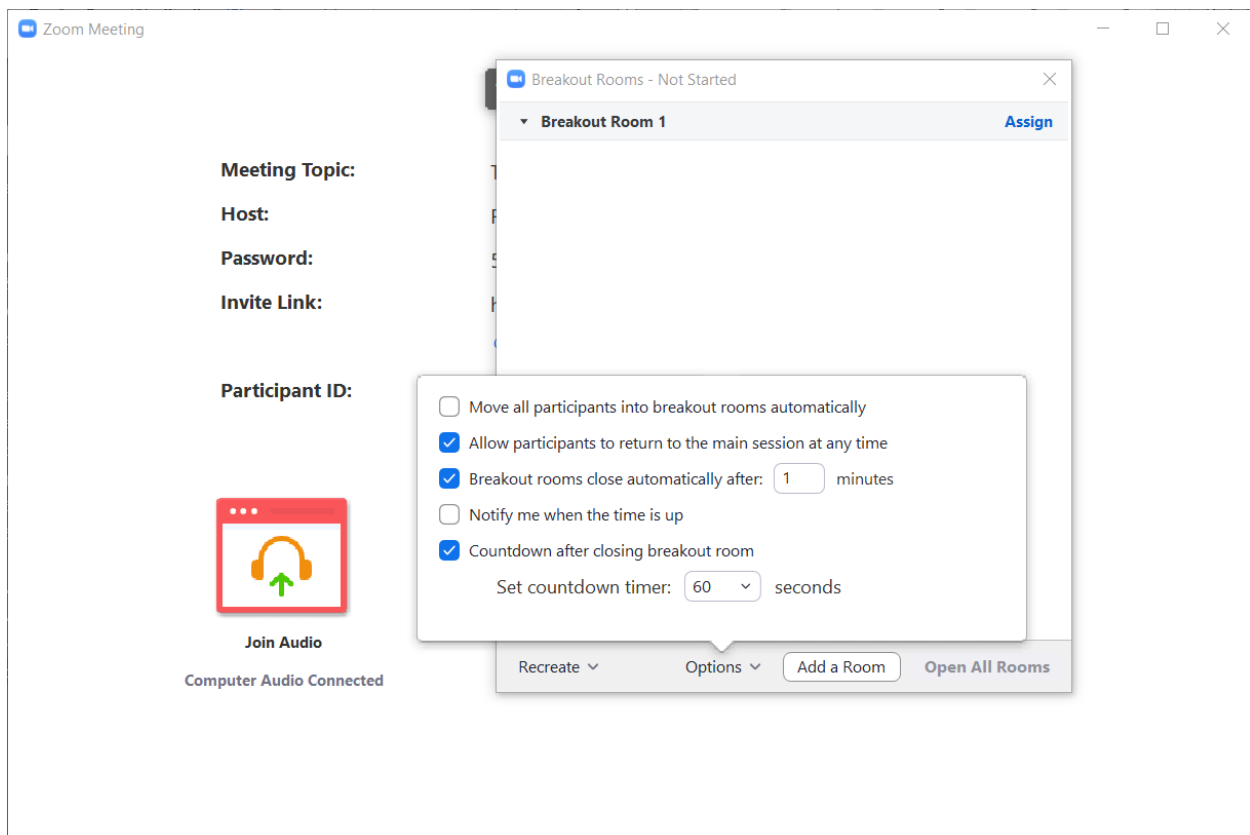 Zoom Meeting
Breakout Rooms - Not Started
Breakout Room 1 Assign
Meeting Topic:
Host:
Password:
Invite Link:
Participant ID:
Move all participants into breakout rooms automatically
Allow participants to return to the main session at any time
Breakout rooms close automatically after: 1 minutes
Notify me when the time is up
Countdown after closing breakout room
Set countdown timer: 60 seconds
Join Audio
Computer Audio Connected
Recreate Options Add a Room Open All Rooms